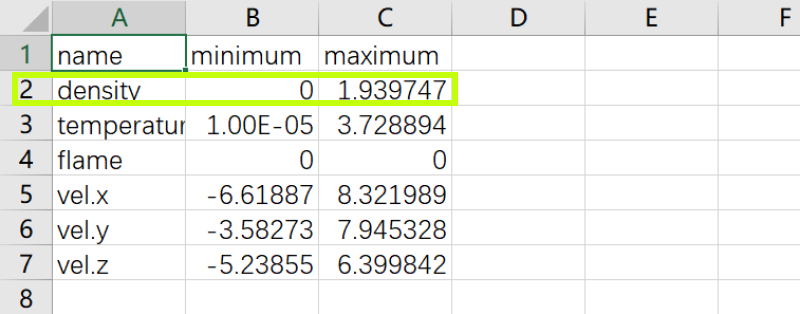 A B C D E F
1 name minimum maximum
2 density 0 1.939747
3 temperatur 1.00E-05 3.728894
4 flame 0 0
5 vel.x -6.61887 8.321989
6 vel.y -3.58273 7.945328
7 vel.z -5.23855 6.399842
8